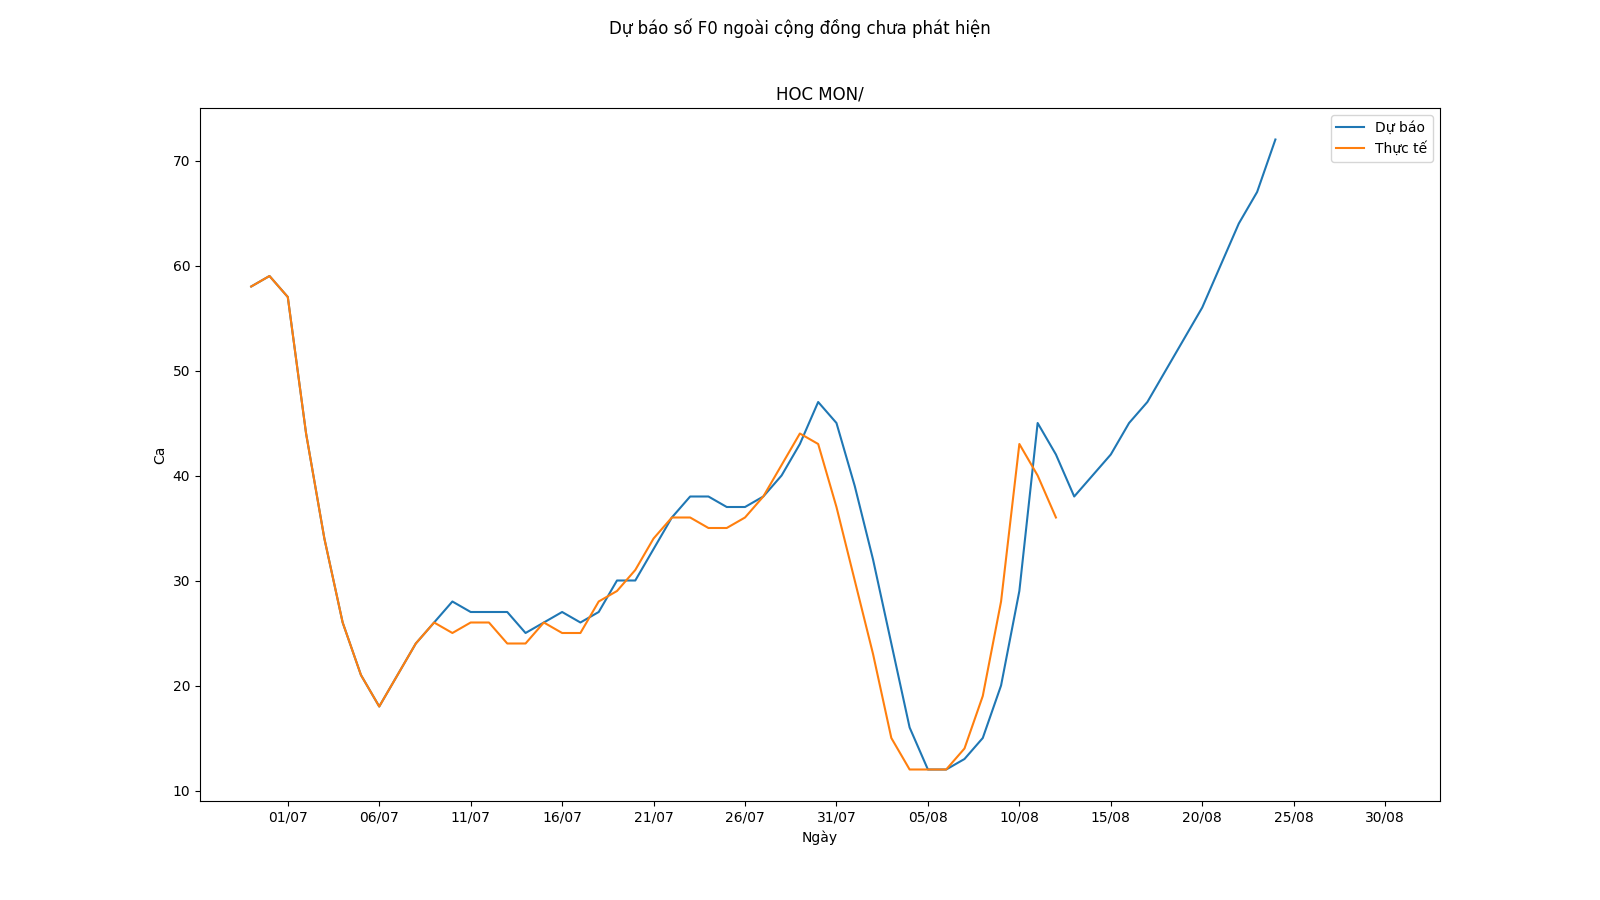 Dự báo số F0 ngoài cộng đồng chưa phát hiện
HOC MON/
Dự báo
Thực tế
70
60
50
40
30
20
10
Ca
01/07 06/07 11/07 16/07 21/07 26/07 31/07 05/08 10/08 15/08 20/08 25/08 30/08
Ngày